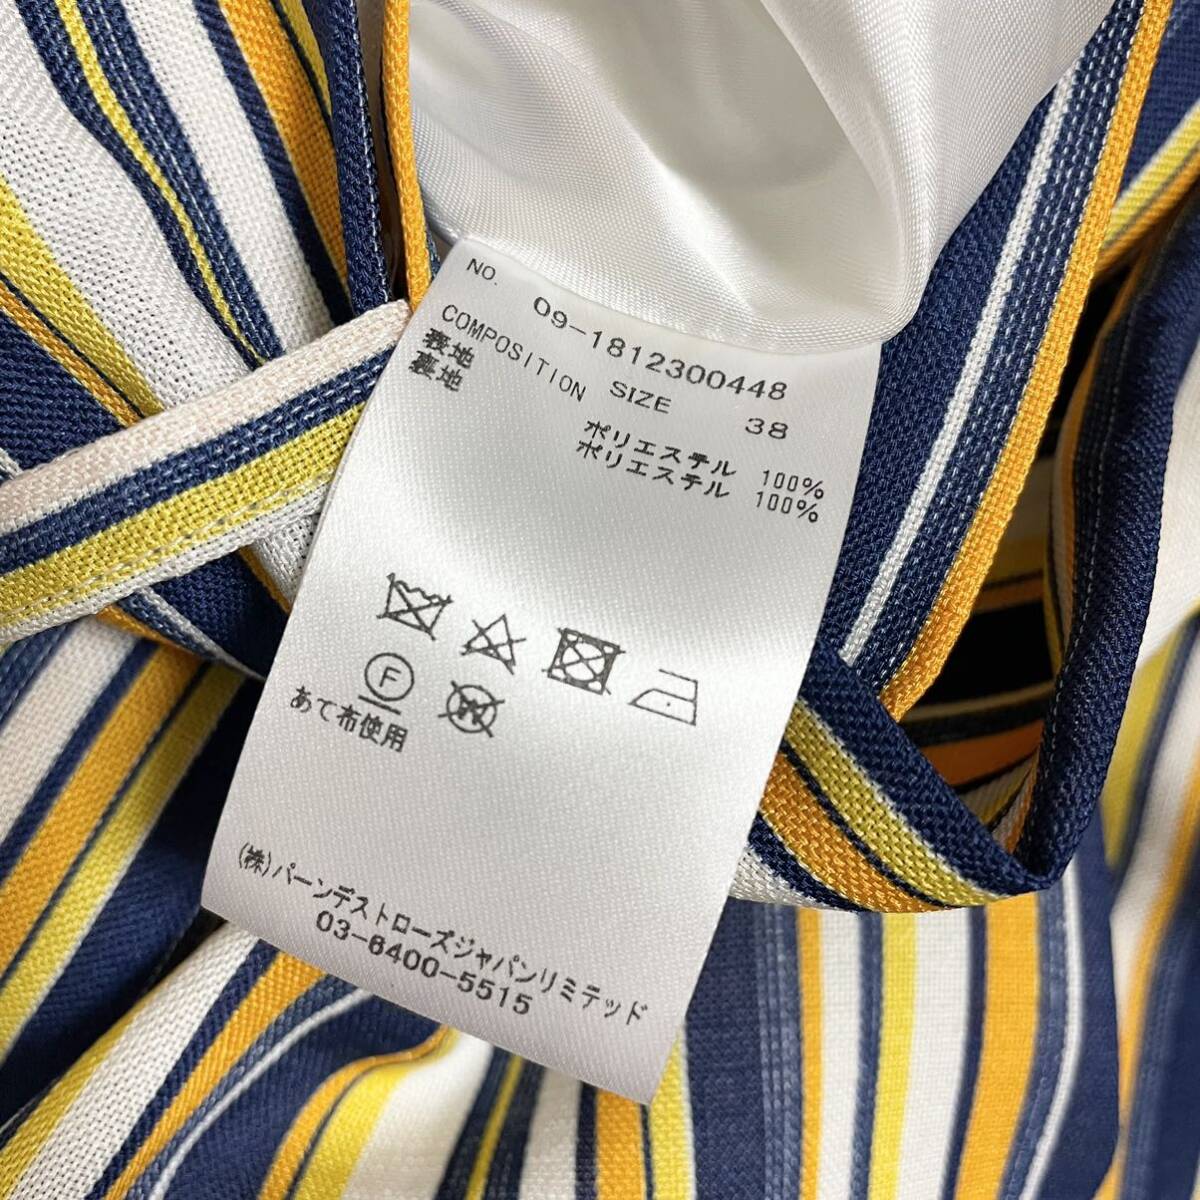 NO. 09-1812300448
COMPOSITION SIZE 38
表地 ポリエステル 100%
裏地 ポリエステル 100%
F W
あて布使用
(株)バーンデストローズジャパンリミテッド
03-6400-5515